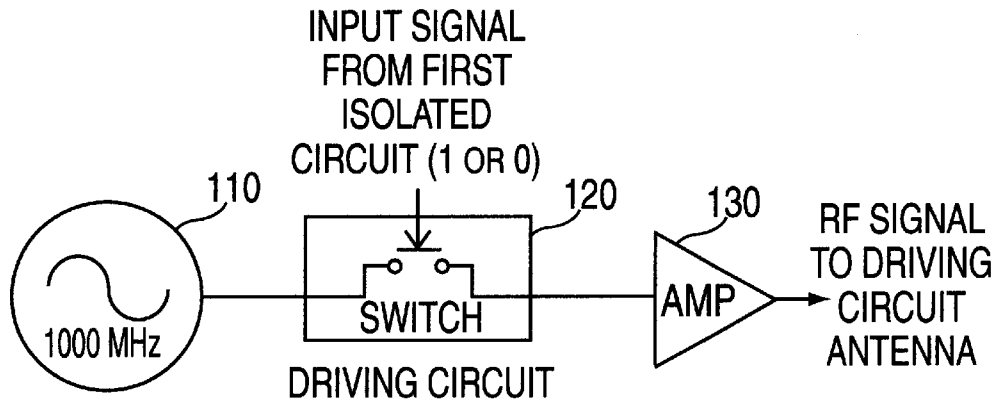 INPUT SIGNAL
FROM FIRST
ISOLATED
CIRCUIT (1 OR 0)
110
120
130
1000 MHz
SWITCH
AMP
RF SIGNAL
TO DRIVING
CIRCUIT
ANTENNA
DRIVING CIRCUIT